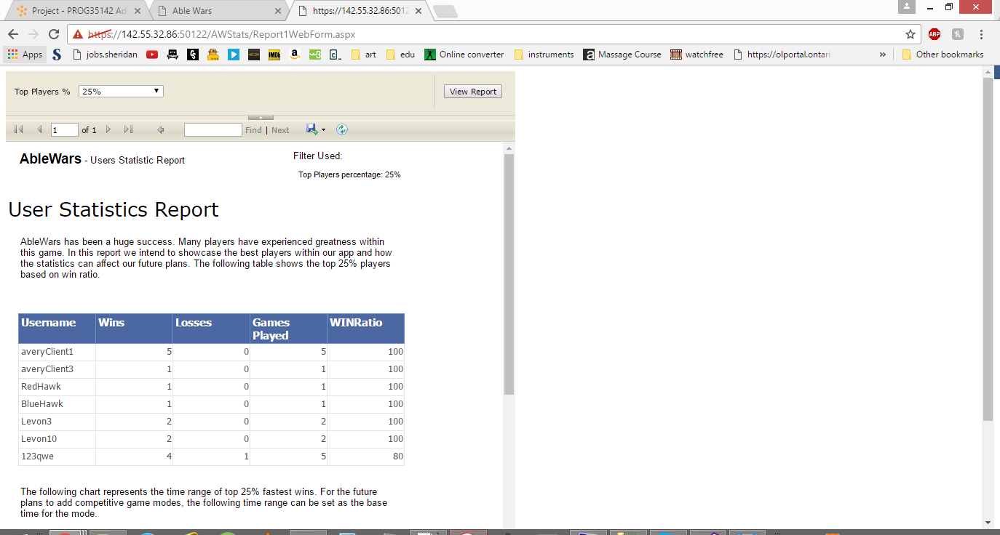 Project - PROG35142 Ad
Able Wars
https://142.55.32.86:5012
https://142.55.32.86:50122/AWStats/Report1WebForm.aspx
ABP
Apps
jobs.sheridan
IMDb
a
w3
art
edu
Online converter
instruments
a
Massage Course
watchfree
https://olportal.ontari
»
Other bookmarks
Top Players % 25% View Report
1 of 1 Find | Next
AbleWars - Users Statistic Report
Filter Used:
Top Players percentage: 25%
User Statistics Report
AbleWars has been a huge success. Many players have experienced greatness within
this game. In this report we intend to showcase the best players within our app and how
the statistics can affect our future plans. The following table shows the top 25% players
based on win ratio.
Username Wins Losses Games Played WINRatio
averyClient1 5 0 5 100
averyClient3 1 0 1 100
RedHawk 1 0 1 100
BlueHawk 1 0 1 100
Levon3 2 0 2 100
Levon10 2 0 2 100
123qwe 4 1 5 80
The following chart represents the time range of top 25% fastest wins. For the future
plans to add competitive game modes, the following time range can be set as the base
time for the mode.